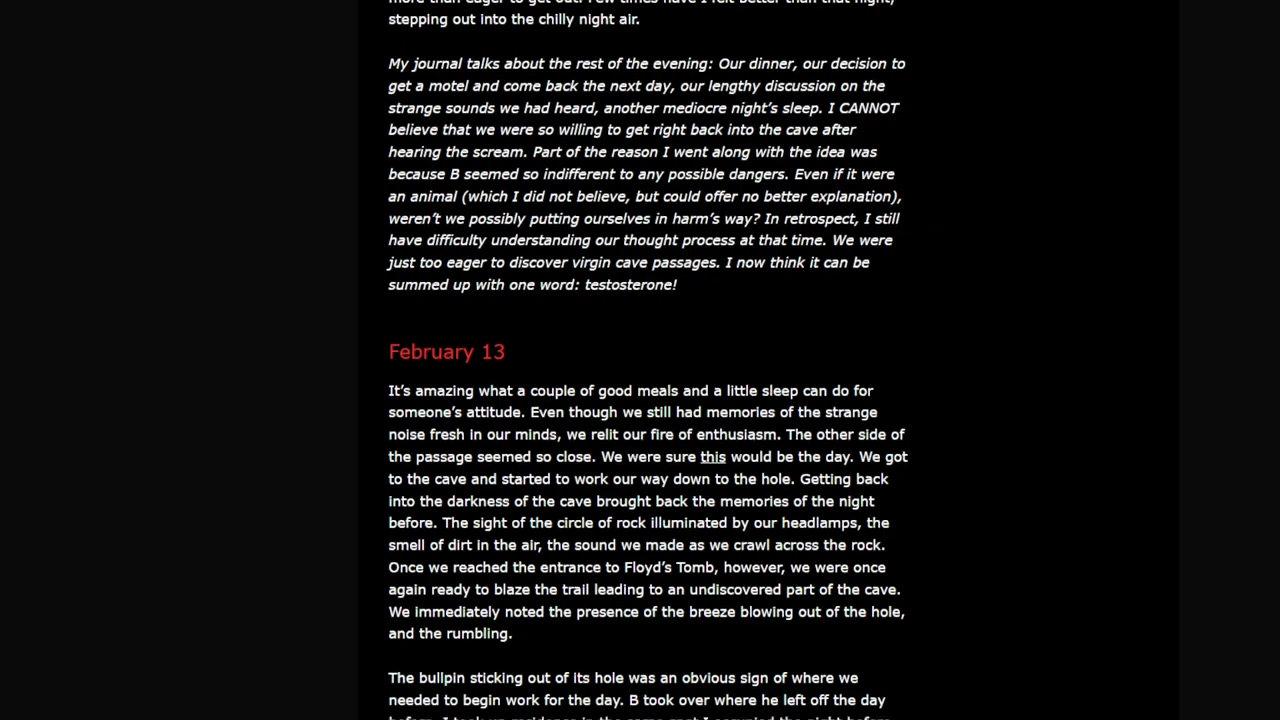 stepping out into the chilly night air.
My journal talks about the rest of the evening: Our dinner, our decision to
get a motel and come back the next day, our lengthy discussion on the
strange sounds we had heard, another mediocre night’s sleep. I CANNOT
believe that we were so willing to get right back into the cave after
hearing the scream. Part of the reason I went along with the idea was
because B seemed so indifferent to any possible dangers. Even if it were
an animal (which I did not believe, but could offer no better explanation),
weren’t we possibly putting ourselves in harm’s way? In retrospect, I still
have difficulty understanding our thought process at that time. We were
just too eager to discover virgin cave passages. I now think it can be
summed up with one word: testosterone!
February 13
It’s amazing what a couple of good meals and a little sleep can do for
someone’s attitude. Even though we still had memories of the strange
noise fresh in our minds, we relit our fire of enthusiasm. The other side of
the passage seemed so close. We were sure this would be the day. We got
to the cave and started to work our way down to the hole. Getting back
into the darkness of the cave brought back the memories of the night
before. The sight of the circle of rock illuminated by our headlamps, the
smell of dirt in the air, the sound we made as we crawl across the rock.
Once we reached the entrance to Floyd’s Tomb, however, we were once
again ready to blaze the trail leading to an undiscovered part of the cave.
We immediately noted the presence of the breeze blowing out of the hole,
and the rumbling.
The bullpin sticking out of its hole was an obvious sign of where we
needed to begin work for the day. B took over where he left off the day